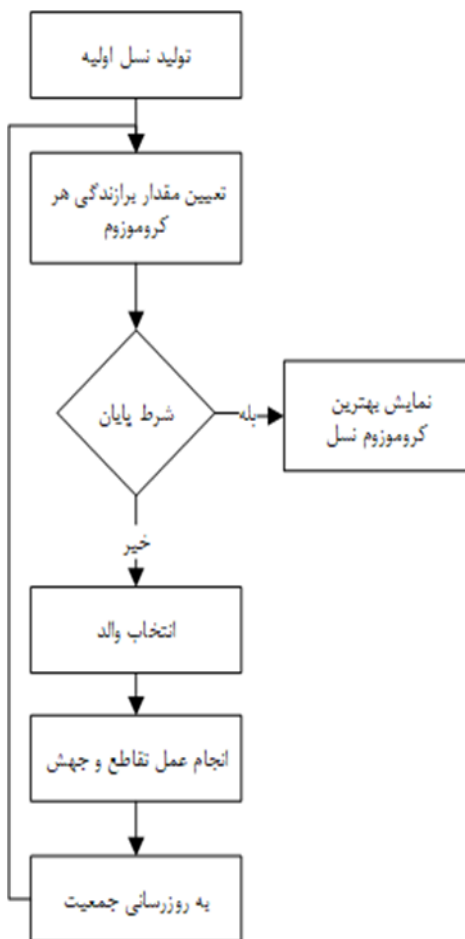 تولید نسل اولیه
تعیین مقدار برازندگی هر
کروموزوم
شرط پایان
بله
نمایش بهترین
کروموزوم نسل
خیر
انتخاب والد
انجام عمل تقاطع و جهش
به روزرسانی جمعیت